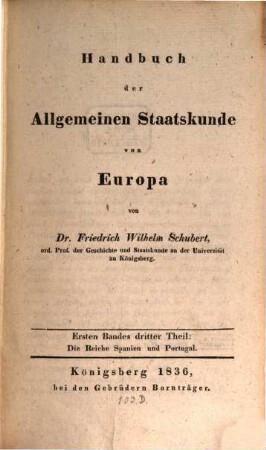 Handbuch
der
Allgemeinen Staatskunde
von
Europa
von
Dr. Friedrich Wilhelm Schubert,
ord. Prof. der Geschichte und Staatskunde an der Universität
zu Königsberg.
Ersten Bandes dritter Theil:
Die Reiche Spanien und Portugal.
Königsberg 1836,
bei den Gebrüdern Bornträger.